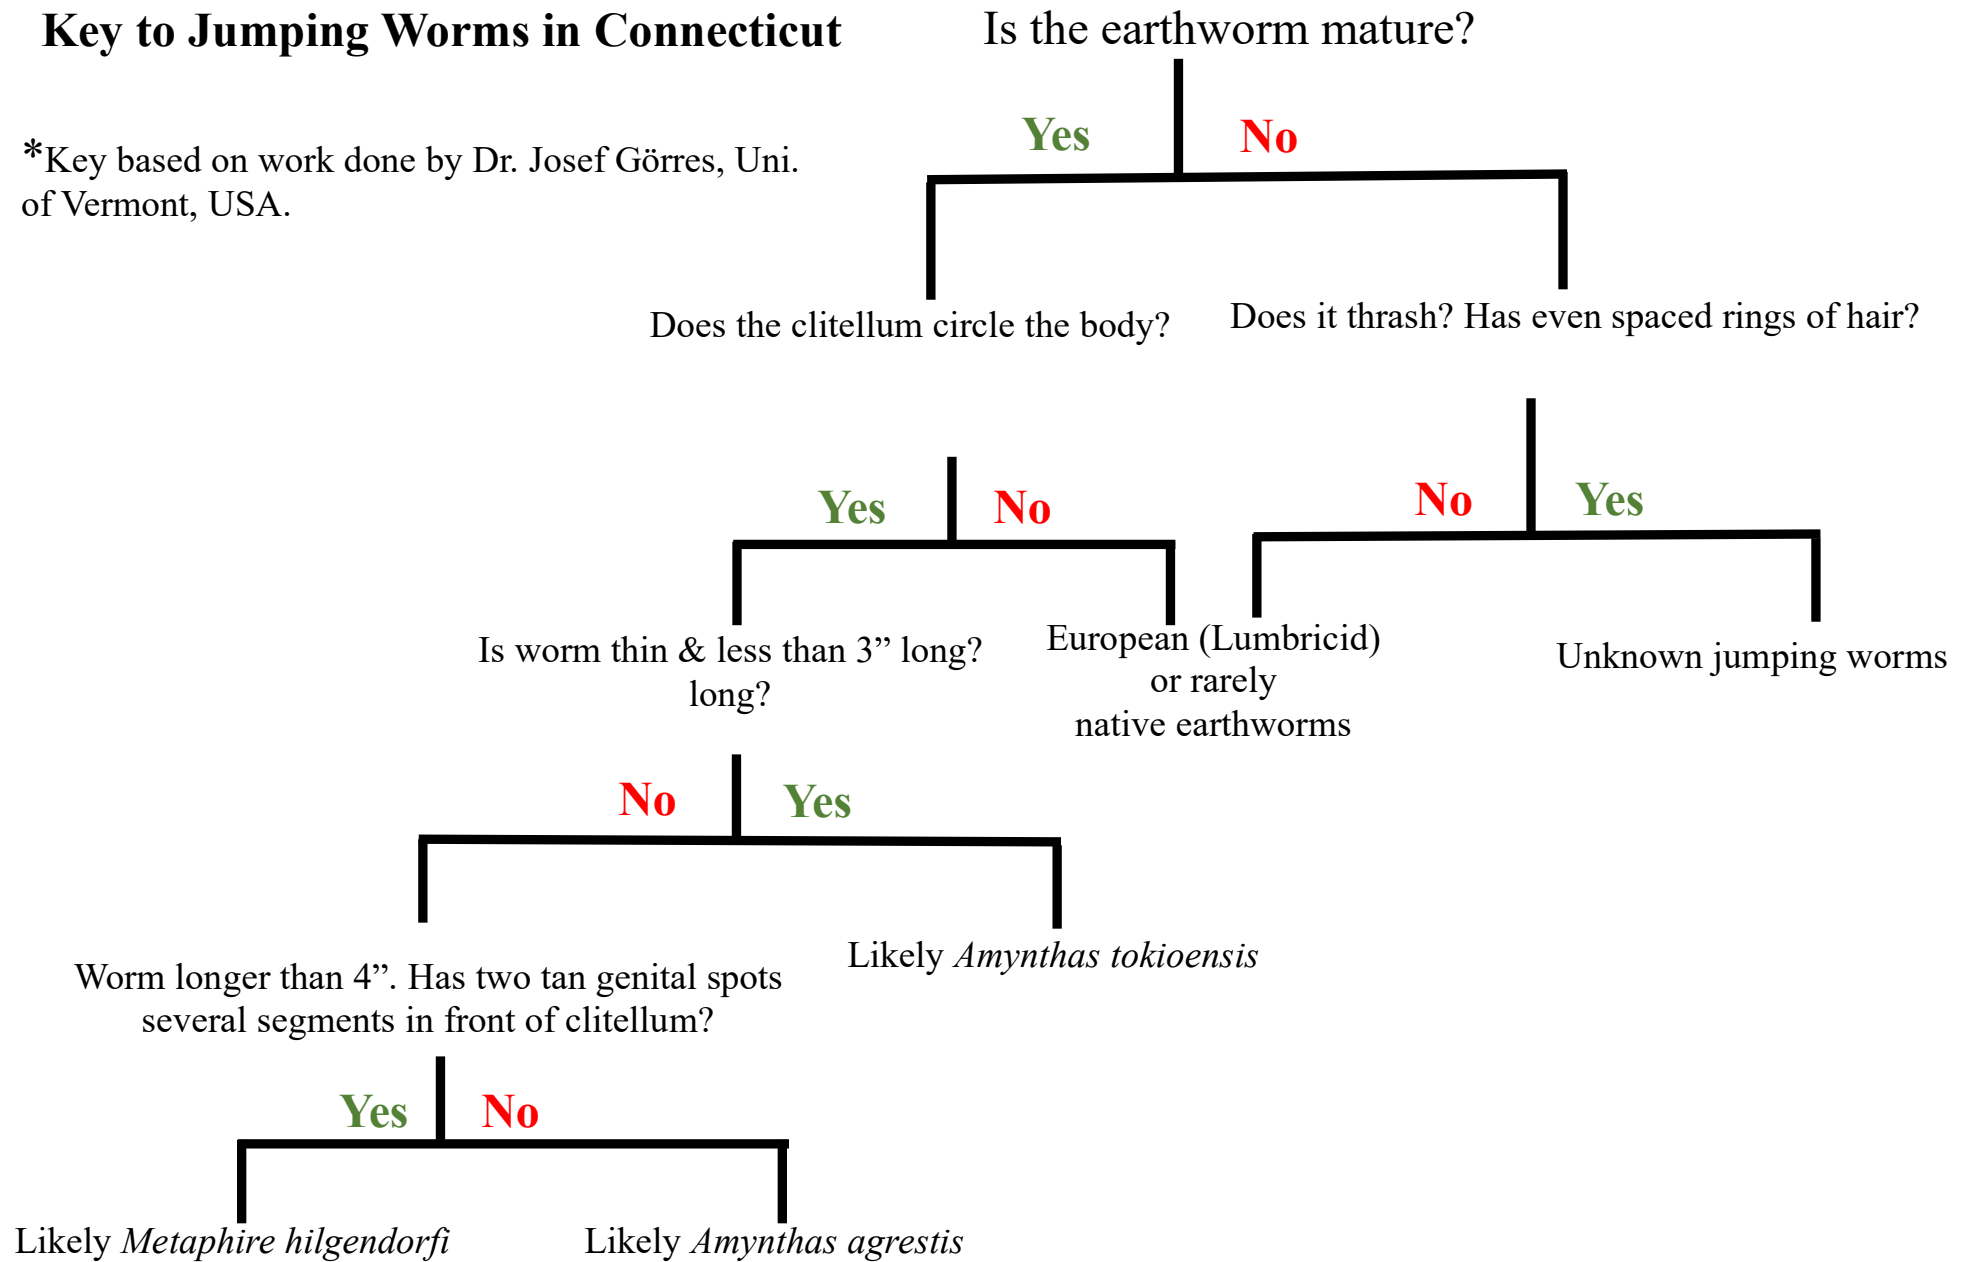 Key to Jumping Worms in Connecticut
*Key based on work done by Dr. Josef Görres, Uni.
of Vermont, USA.
Is the earthworm mature?
Yes
No
Does the clitellum circle the body?
Does it thrash? Has even spaced rings of hair?
Yes
No
No
Yes
Is worm thin & less than 3” long?
long?
European (Lumbricid)
or rarely
native earthworms
Unknown jumping worms
No
Yes
Worm longer than 4”. Has two tan genital spots
several segments in front of clitellum?
Likely Amynthas tokioensis
Yes
No
Likely Metaphire hilgendorfi
Likely Amynthas agrestis